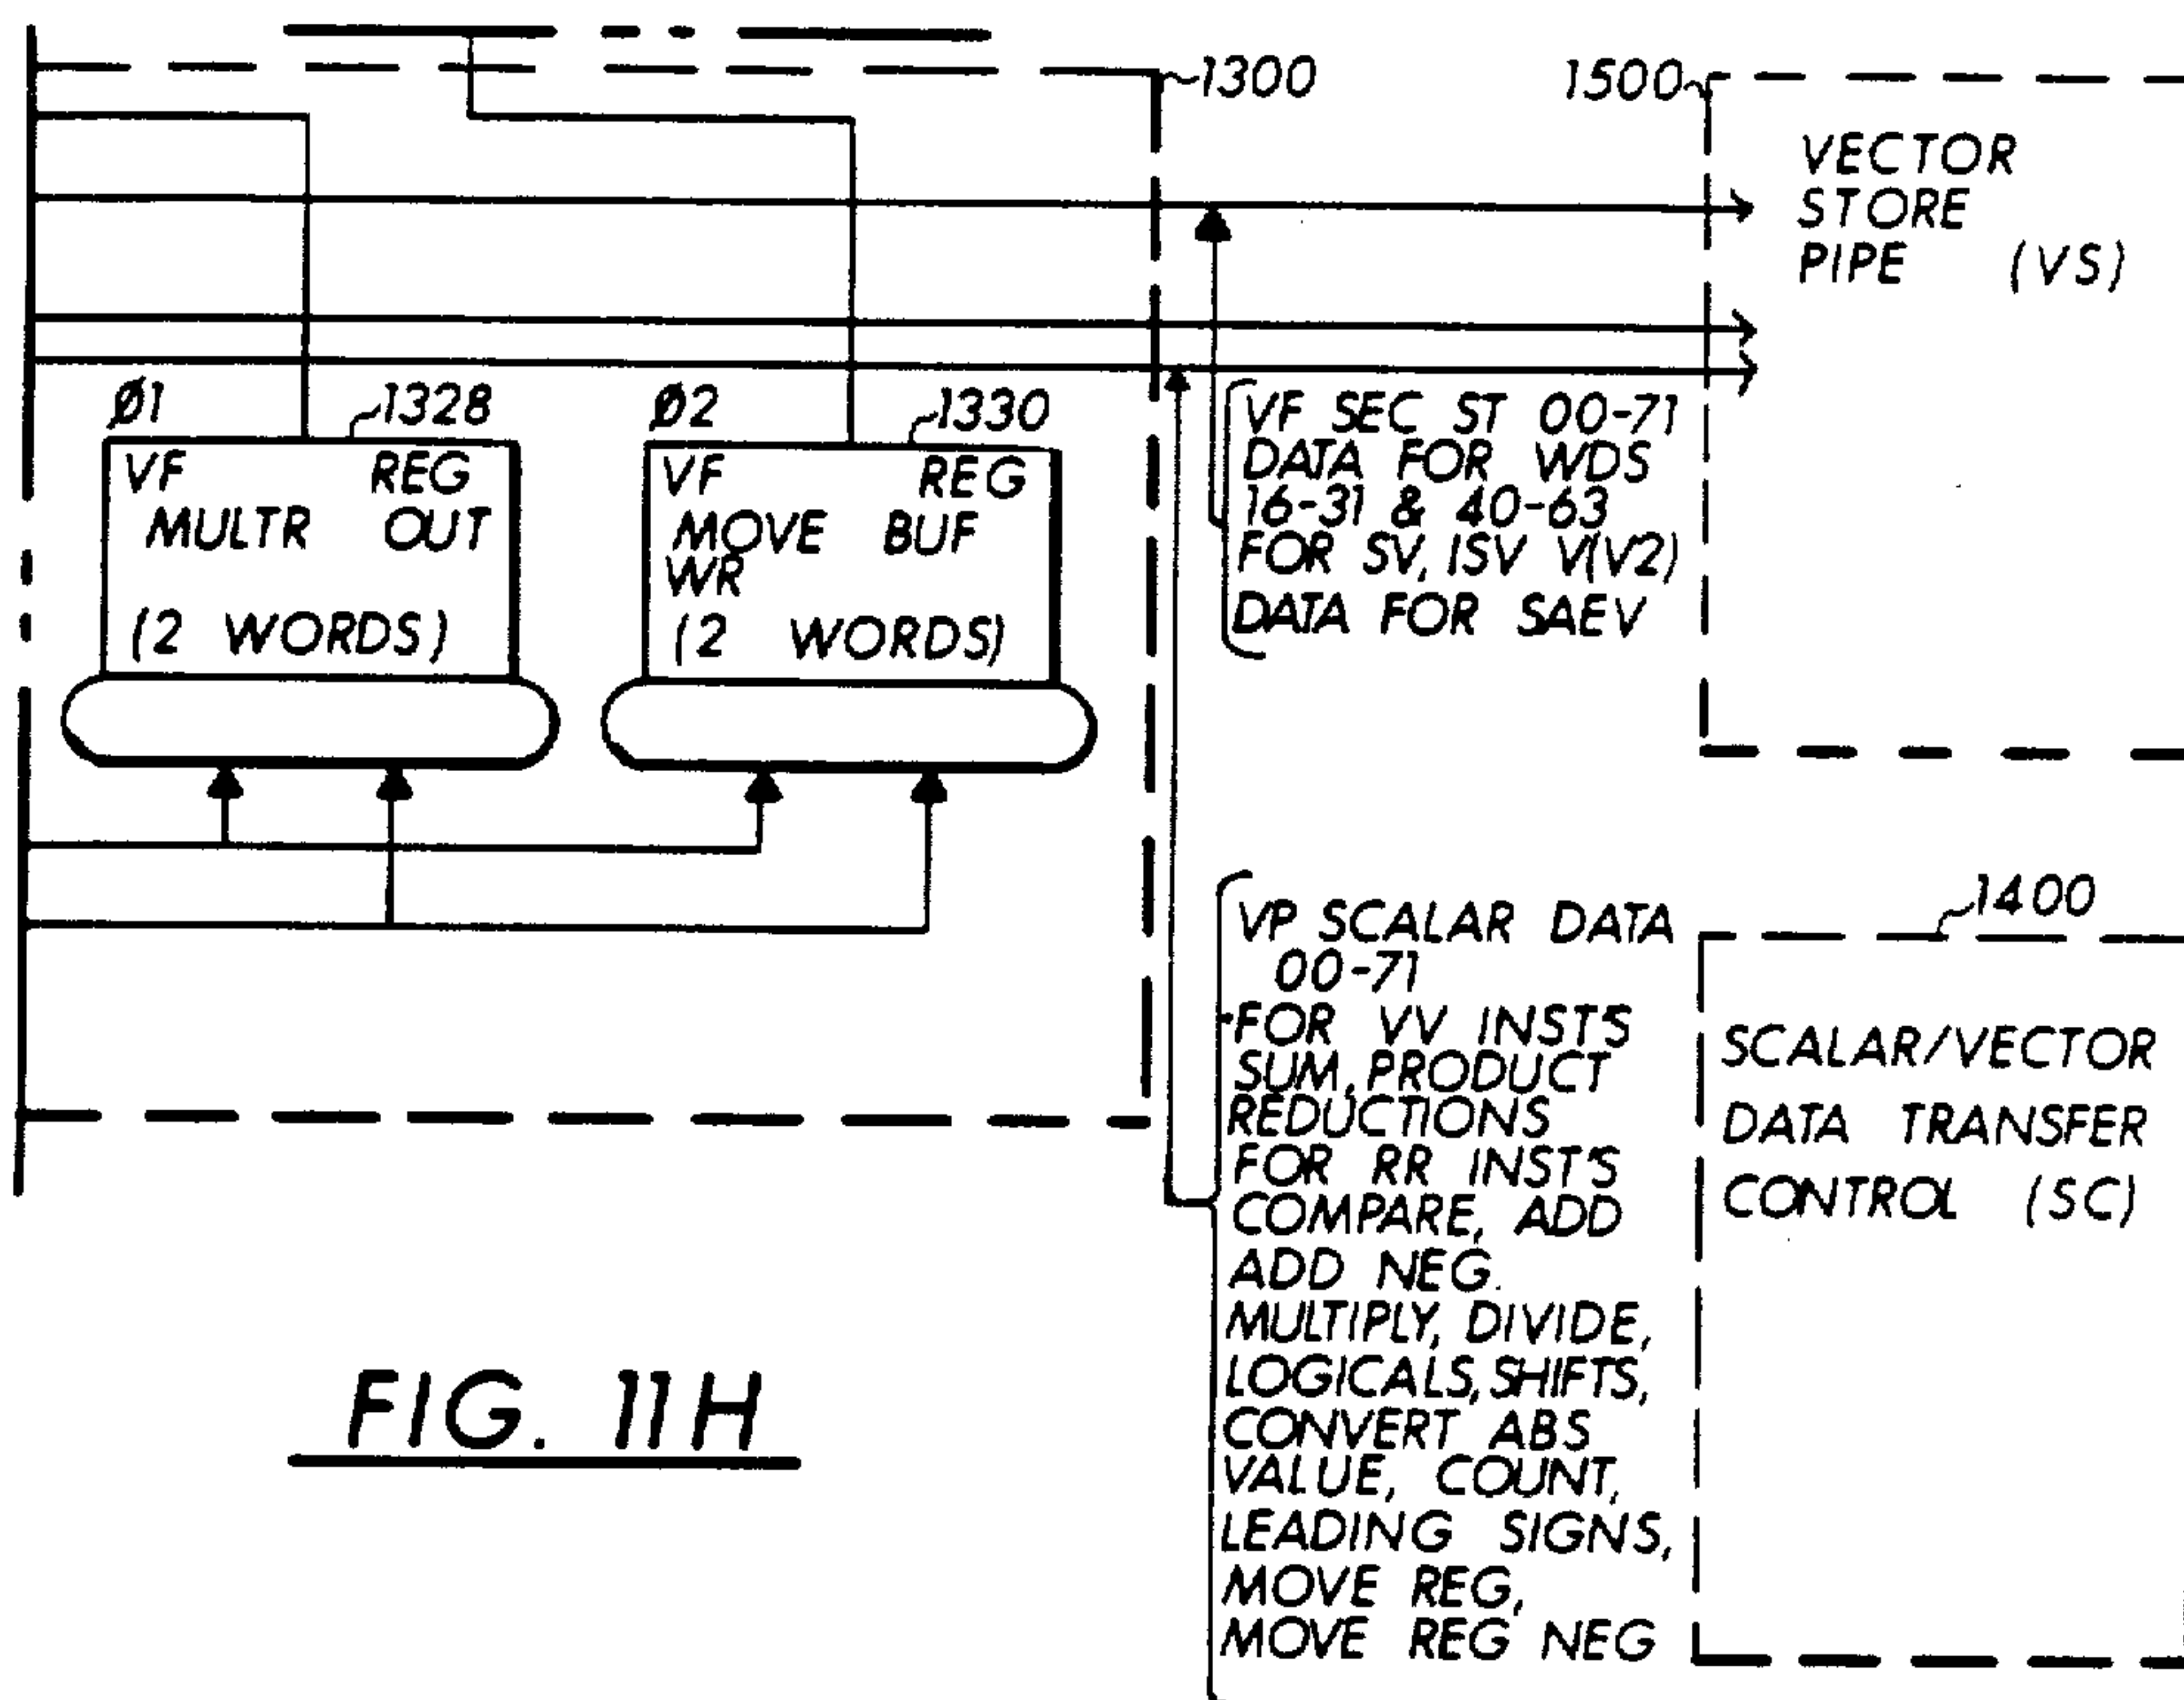 1300
1500
VECTOR
STORE
PIPE (VS)
Ø1
1328
VF REG
MULTR OUT
(2 WORDS)
Ø2
1330
VF REG
MOVE BUF
WR
(2 WORDS)
VF SEC ST 00-71
DATA FOR WDS
16-31 & 40-63
FOR SV, ISV V(V2)
DATA FOR SAEV
VP SCALAR DATA
00-71
FOR VV INST'S
SUM, PRODUCT
REDUCTIONS
FOR RR INST'S
COMPARE, ADD
ADD NEG.
MULTIPLY, DIVIDE,
LOGICALS, SHIFTS,
CONVERT ABS
VALUE, COUNT,
LEADING SIGNS,
MOVE REG,
MOVE REG NEG
1400
SCALAR/VECTOR
DATA TRANSFER
CONTROL (SC)
FIG. 11H